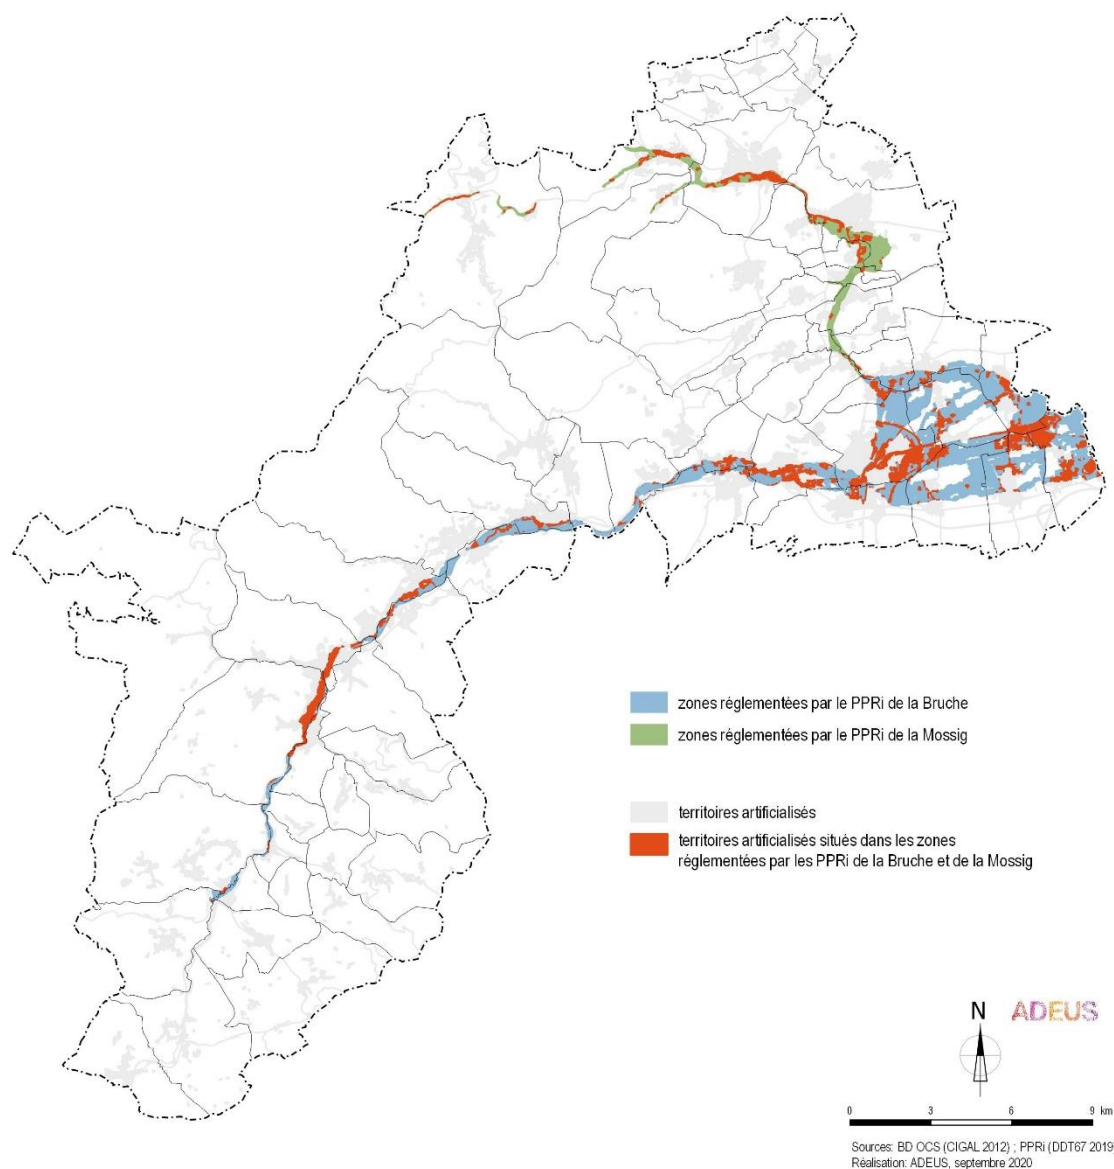 zones réglementées par le PPRi de la Bruche
zones réglementées par le PPRi de la Mossig
territoires artificialisés
territoires artificialisés situés dans les zones
réglementées par les PPRi de la Bruche et de la Mossig
N
ADEUS
0 3 6 9 km
Sources: BD OCS (CIGAL 2012) ; PPRi (DDT67 2019
Réalisation: ADEUS, septembre 2020